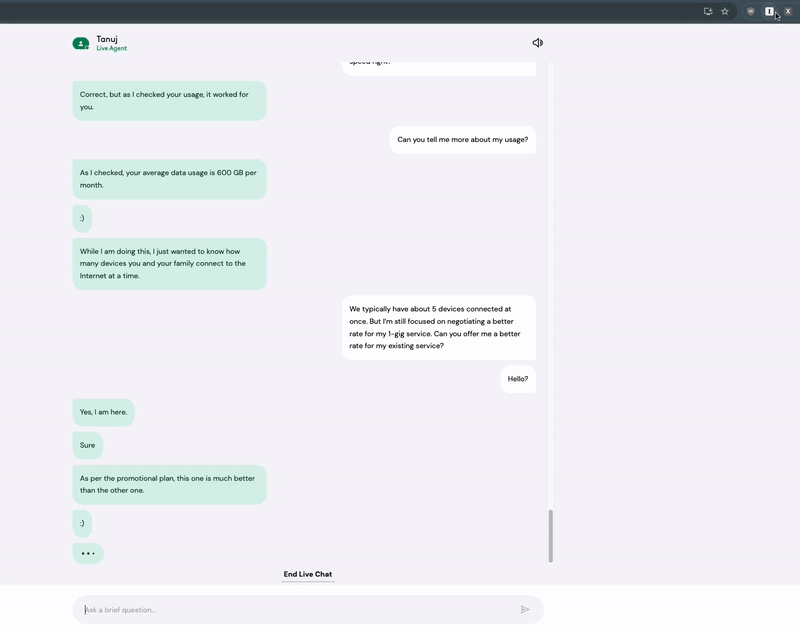 Tanuj
Live Agent
speed right?
Correct, but as I checked your usage, it worked for
you.
Can you tell me more about my usage?
As I checked, your average data usage is 600 GB per
month.
:)
While I am doing this, I just wanted to know how
many devices you and your family connect to the
Internet at a time.
We typically have about 5 devices connected at
once. But I'm still focused on negotiating a better
rate for my 1-gig service. Can you offer me a better
rate for my existing service?
Hello?
Yes, I am here.
Sure
As per the promotional plan, this one is much better
than the other one.
:)
End Live Chat
Ask a brief question...